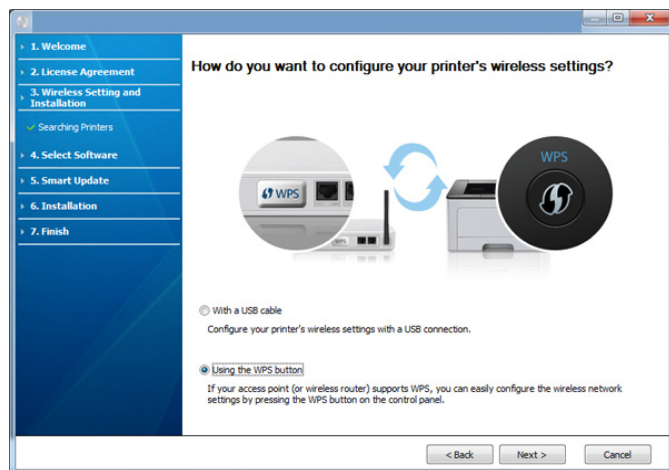 1. Welcome
2. License Agreement
3. Wireless Setting and
Installation
Searching Printers
4. Select Software
5. Smart Update
6. Installation
7. Finish
How do you want to configure your printer's wireless settings?
WPS
WPS
WPS
With a USB cable
Configure your printer's wireless settings with a USB connection.
Using the WPS button
If your access point (or wireless router) supports WPS, you can easily configure the wireless network
settings by pressing the WPS button on the control panel.
< Back
Next >
Cancel